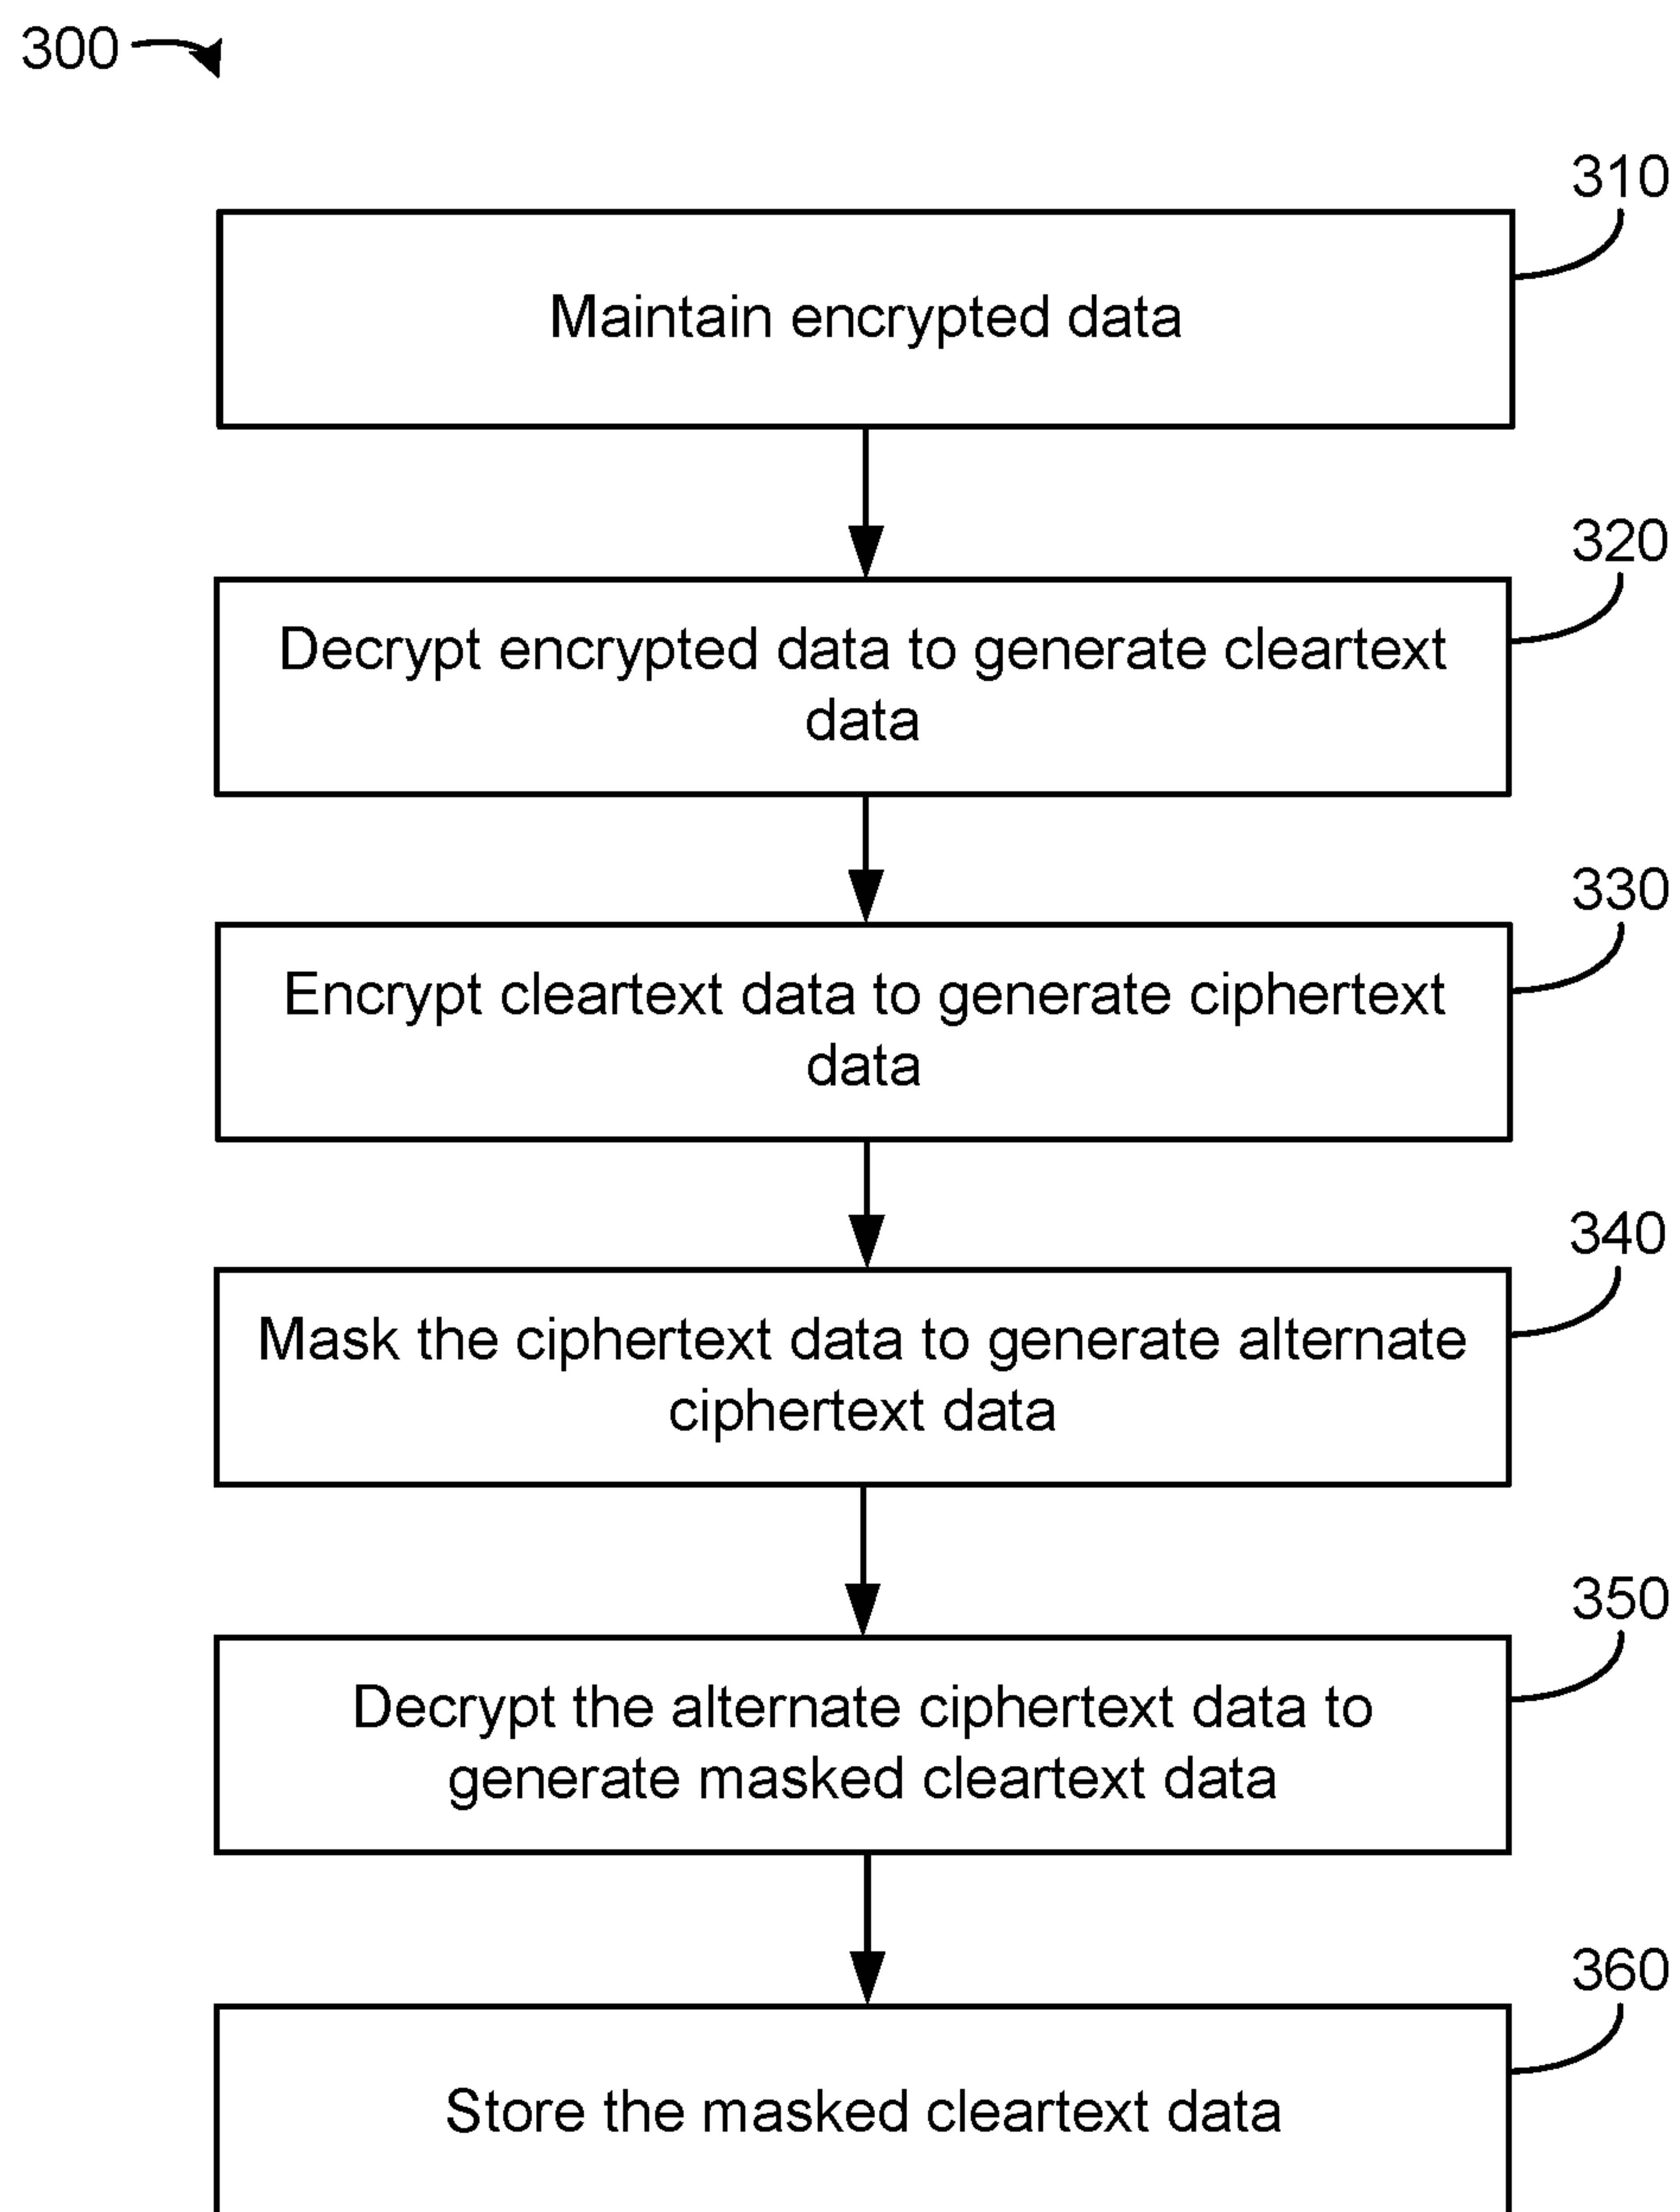 300
310
Maintain encrypted data
320
Decrypt encrypted data to generate cleartext
data
330
Encrypt cleartext data to generate ciphertext
data
340
Mask the ciphertext data to generate alternate
ciphertext data
350
Decrypt the alternate ciphertext data to
generate masked cleartext data
360
Store the masked cleartext data